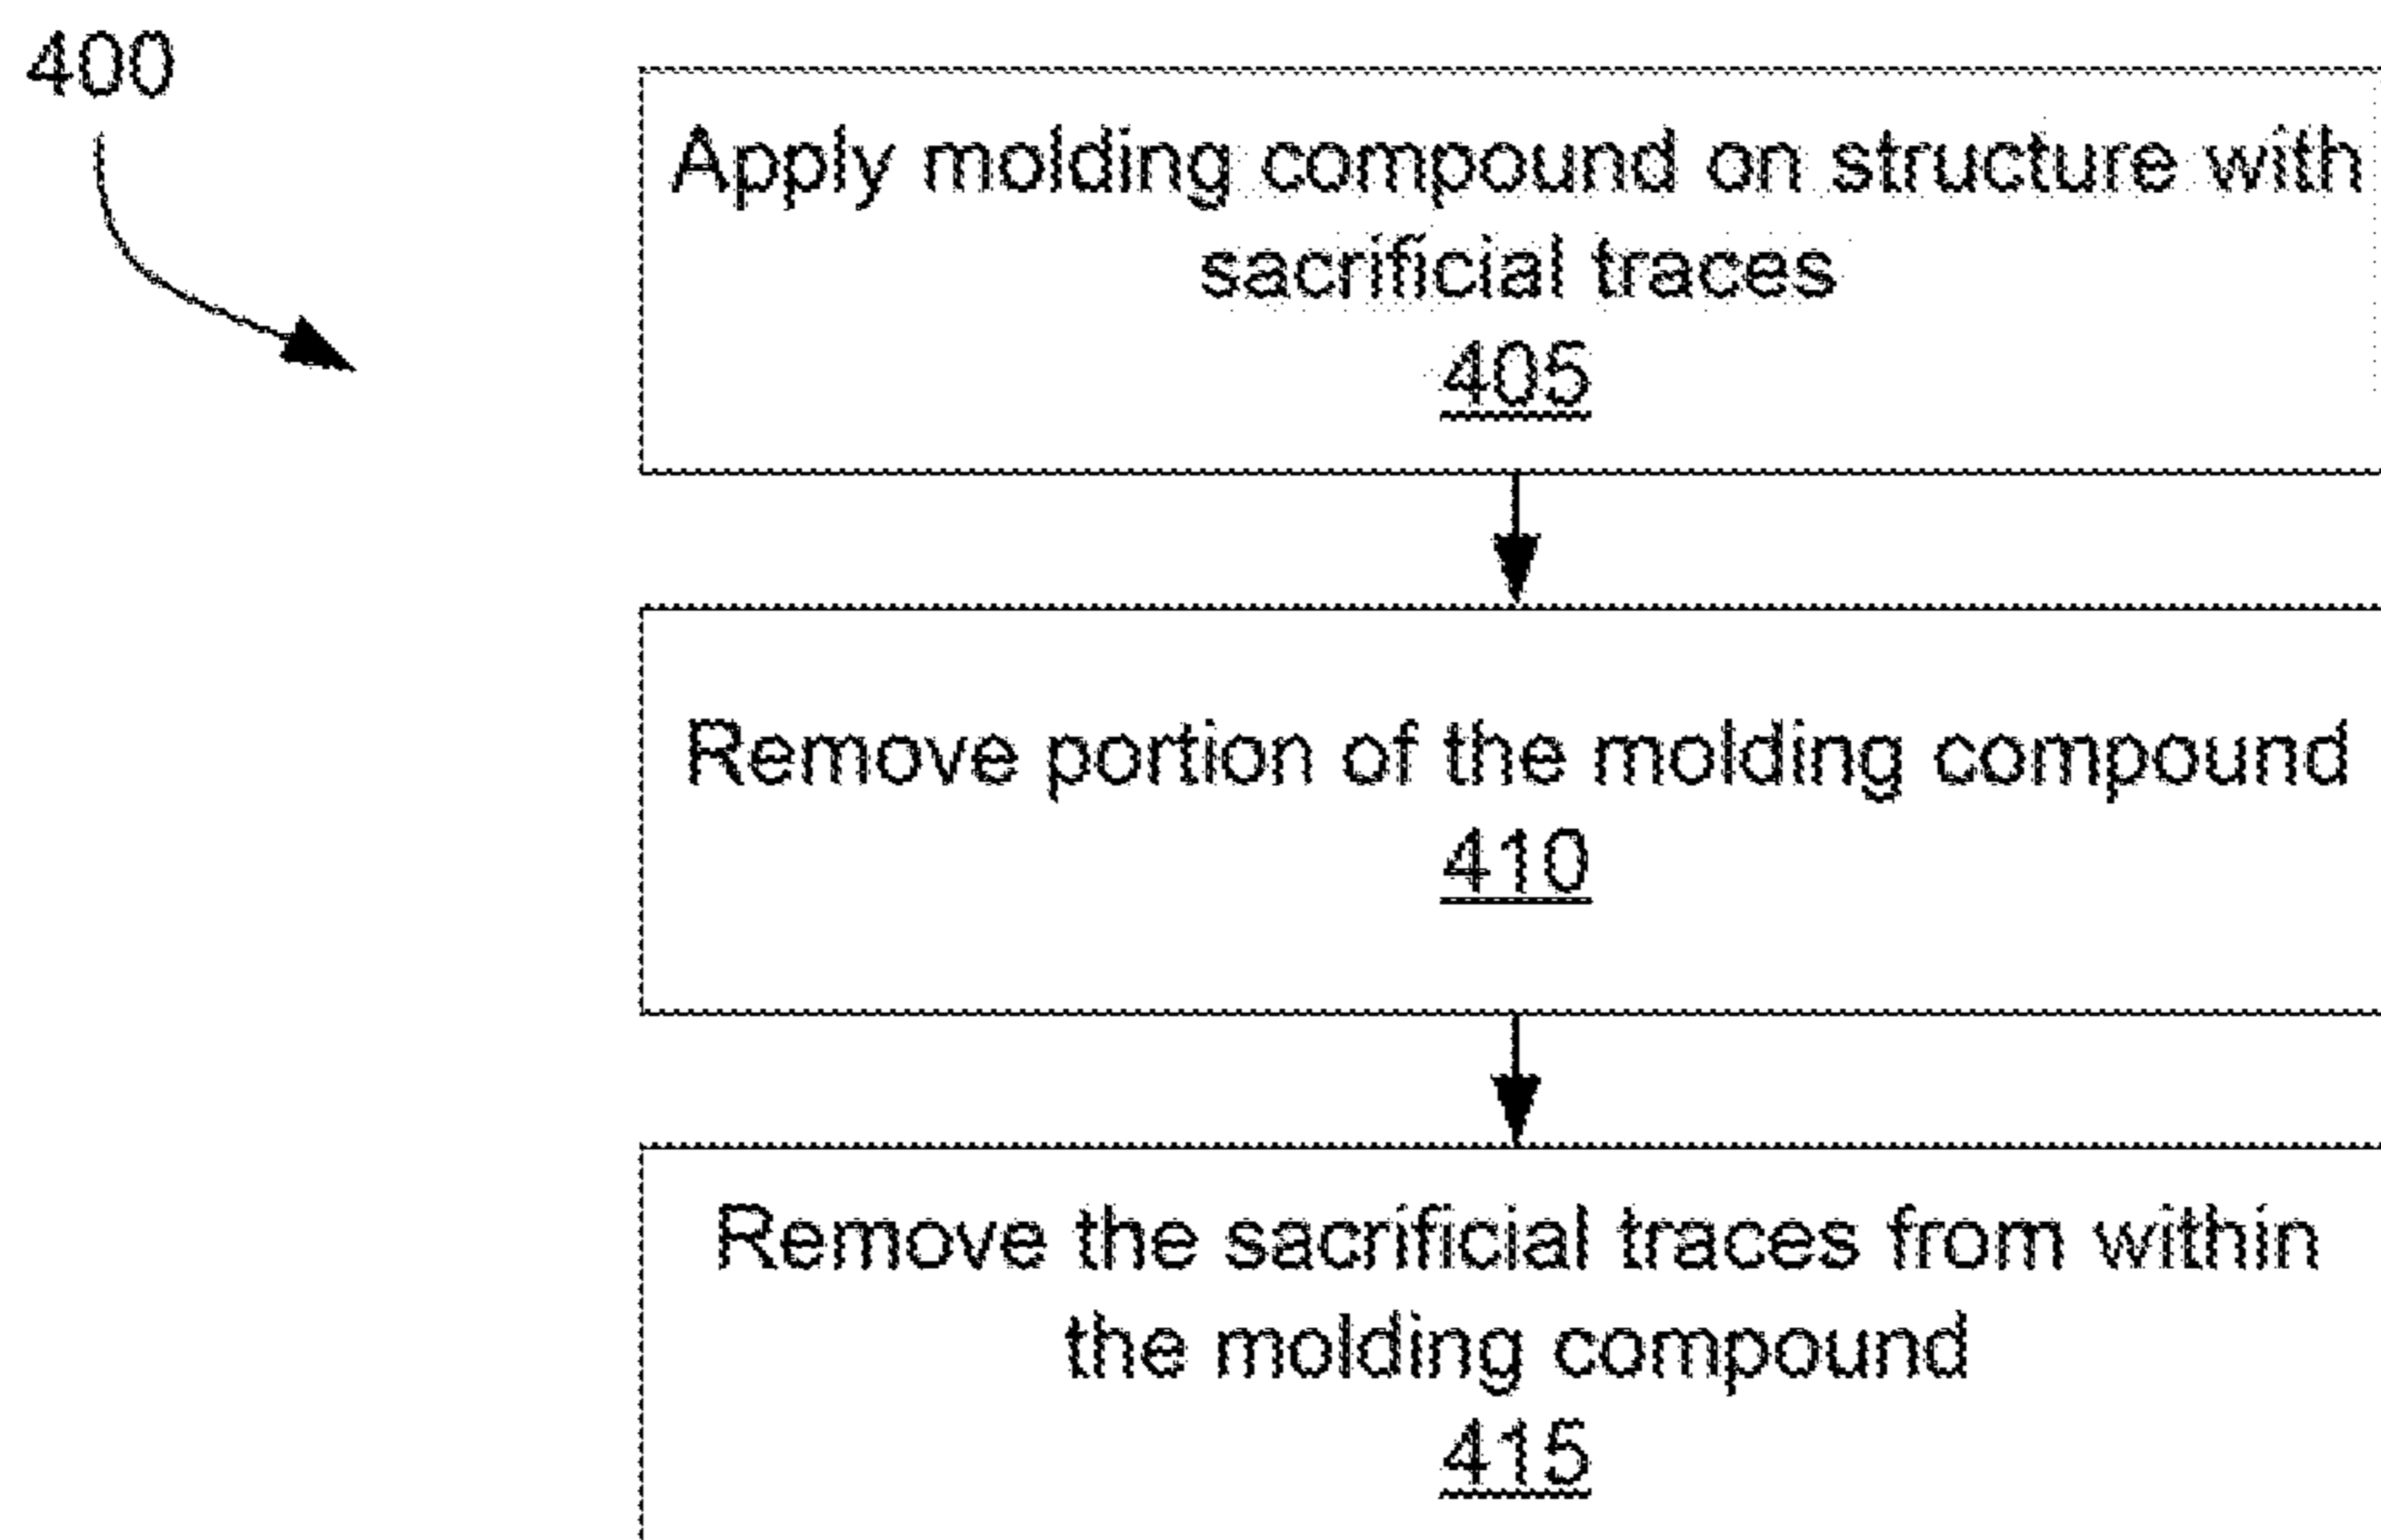 400
Apply molding compound on structure with
sacrificial traces
405
Remove portion of the molding compound
410
Remove the sacrificial traces from within
the molding compound
415